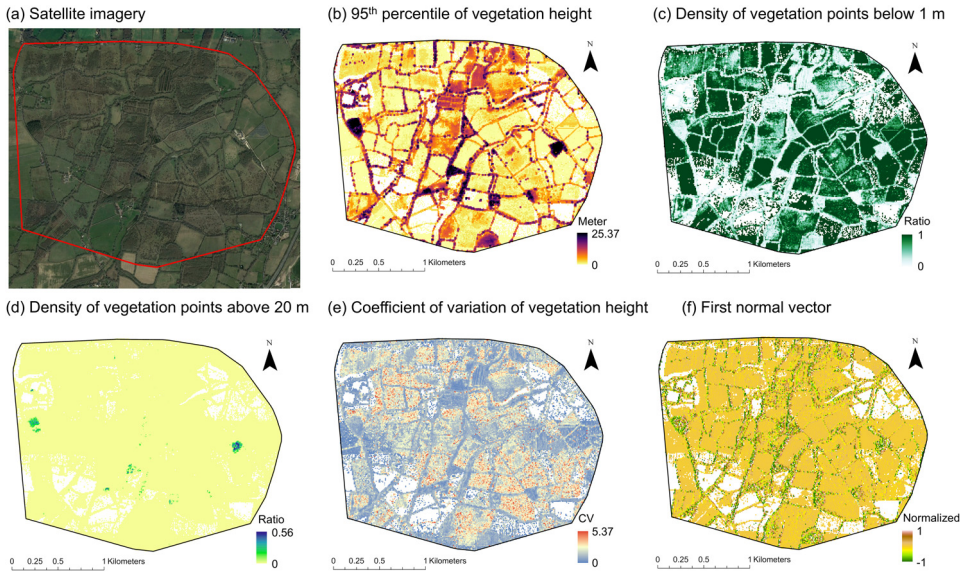 (a) Satellite imagery
(b) 95th percentile of vegetation height
(c) Density of vegetation points below 1 m
N
N
Meter
25.37
0
0 0.25 0.5 1 Kilometers
Ratio
1
0
0 0.25 0.5 1 Kilometers
(d) Density of vegetation points above 20 m
(e) Coefficient of variation of vegetation height
(f) First normal vector
N
N
N
Ratio
0.56
0
0 0.25 0.5 1 Kilometers
CV
5.37
0
0 0.25 0.5 1 Kilometers
Normalized
1
-1
0 0.25 0.5 1 Kilometers